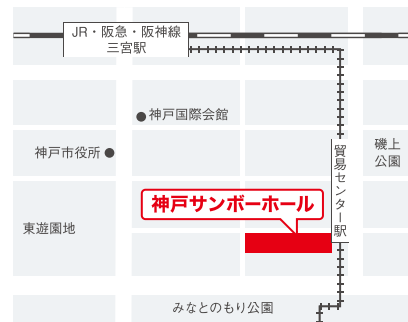 JR・阪急・阪神線
三宮駅
神戸国際会館
神戸市役所
貿易センター駅
磯上
公園
神戸サンボーホール
東遊園地
みなとのもり公園